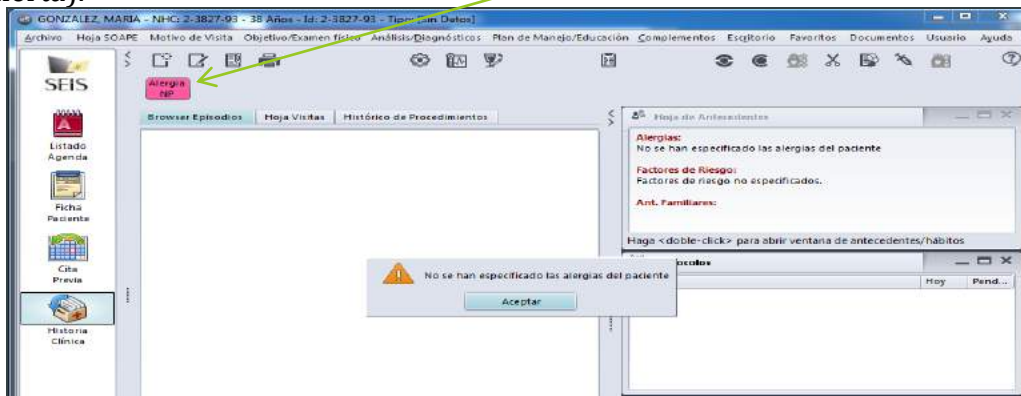 erta).
GONZALEZ, MARIA - NHC: 2-3827-93 - 38 Años - Id: 2-3827-93 - Tipo: [Sin Datos]
Archivo Hoja SOAPE Motivo de Visita Objetivo/Examen físico Análisis/Diagnósticos Plan de Manejo/Educación Complementos Escritorio Favoritos Documentos Usuario Ayuda
SEIS
Alergia
NP
Listado
Agenda
Ficha
Paciente
Cita
Previa
Historia
Clínica
Browser Episodios Hoja Visitas Histórico de Procedimientos
Hoja de Antecedentes
Alergias:
No se han especificado las alergias del paciente
Factores de Riesgo:
Factores de riesgo no especificados.
Ant. Familiares:
Haga <doble-click> para abrir ventana de antecedentes/hábitos
ocolos
Hoy Pend...
No se han especificado las alergias del paciente
Aceptar